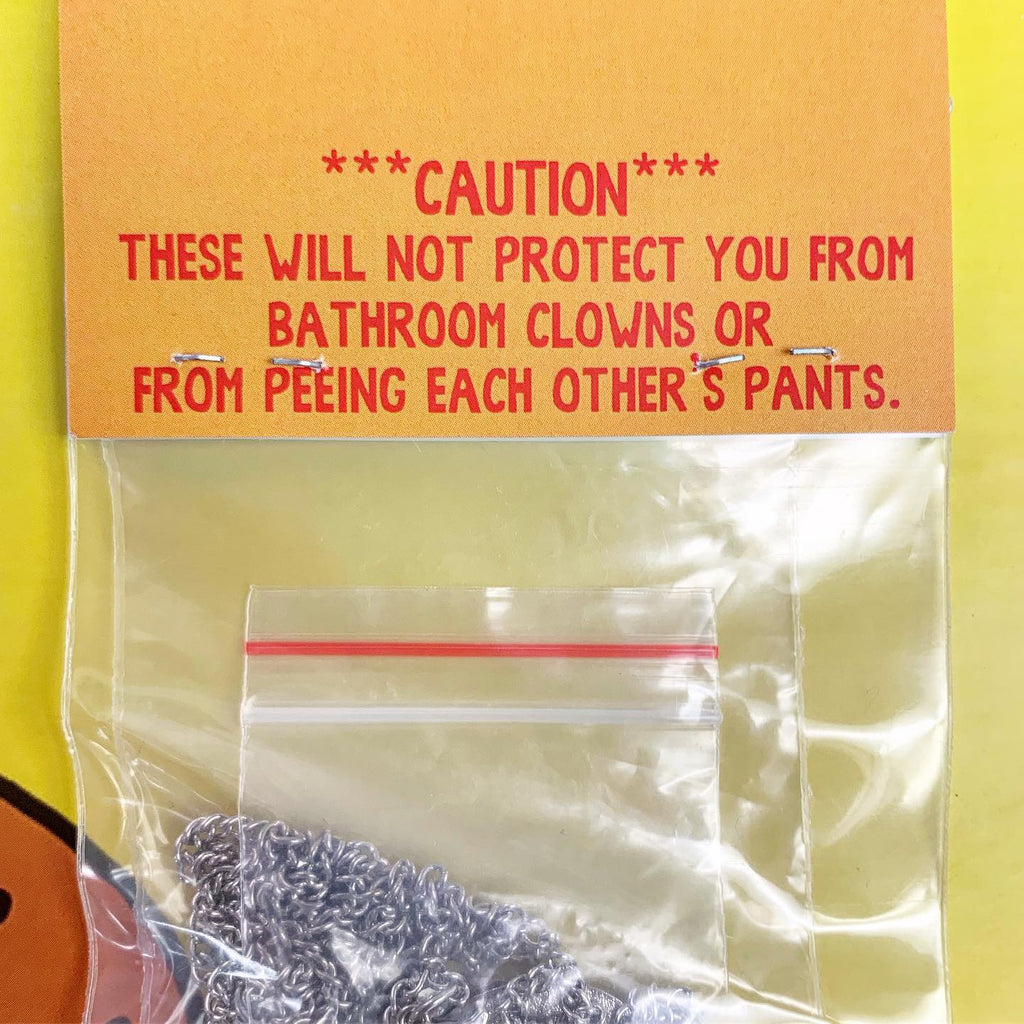 ***CAUTION***
THESE WILL NOT PROTECT YOU FROM
BATHROOM CLOWNS OR
FROM PEEING EACH OTHER'S PANTS.